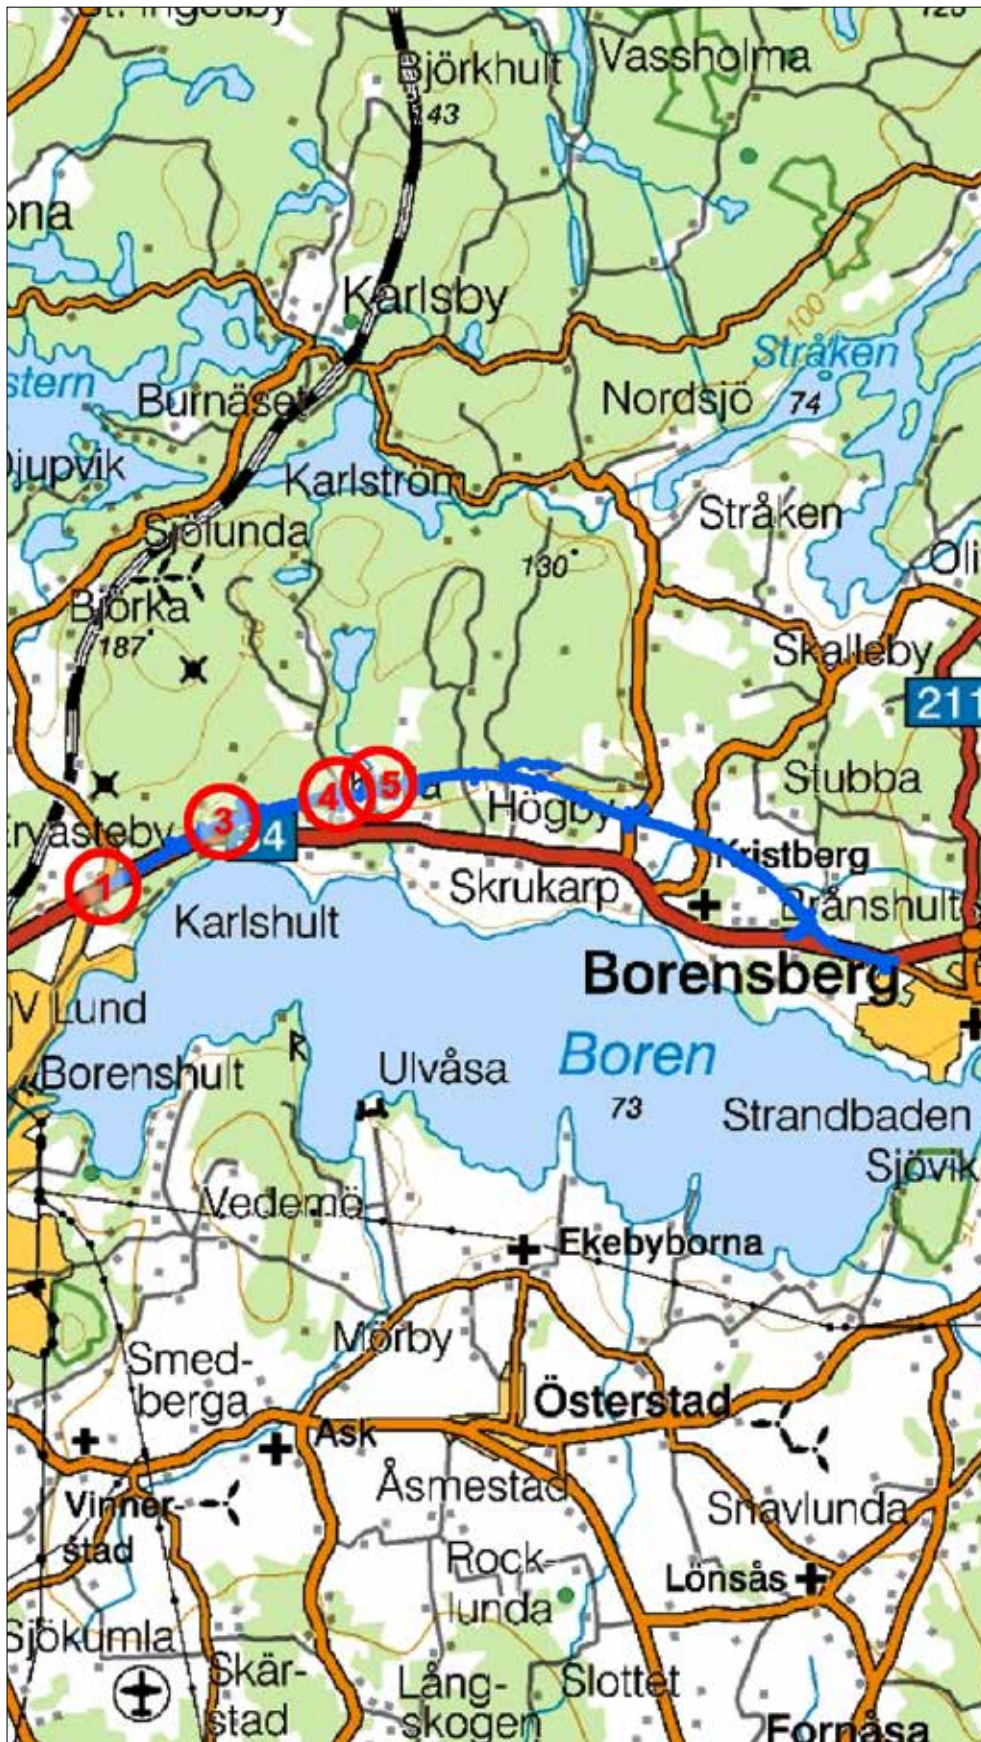 Björkhult
Vassholma
143
Karlsby
100
Stråken
Burnäset
Nordsjö
74
Djupvik
Karlström
Stråken
Sjölunda
130
Björka
187
Skalleby
211
Stubba
5
4
3
Högby
Kristberg
1
Skrukarp
Karlshult
Brånshult
Borensberg
V Lund
Boren
Borenshult
Ulvåsa
73
Strandbaden
Sjövik
Vedemö
Ekebyborna
Mörby
Smed-
berga
Österstad
Ask
Åsmestad
Vinner-
stad
Snavlunda
Rock-
lunda
Lönsås
Sjökumla
Skär-
stad
Lång-
skogen
Slottet
Fornåsa